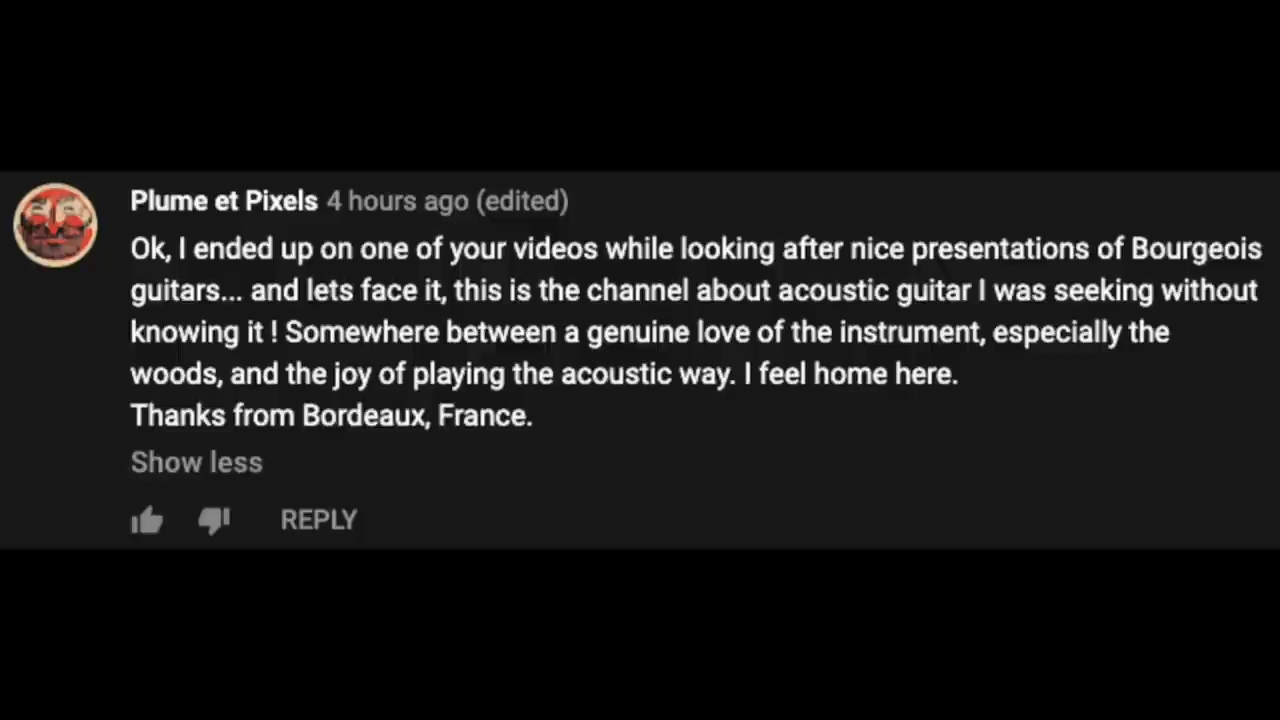 Plume et Pixels 4 hours ago (edited)
Ok, I ended up on one of your videos while looking after nice presentations of Bourgeois
guitars... and lets face it, this is the channel about acoustic guitar I was seeking without
knowing it ! Somewhere between a genuine love of the instrument, especially the
woods, and the joy of playing the acoustic way. I feel home here.
Thanks from Bordeaux, France.
Show less
REPLY